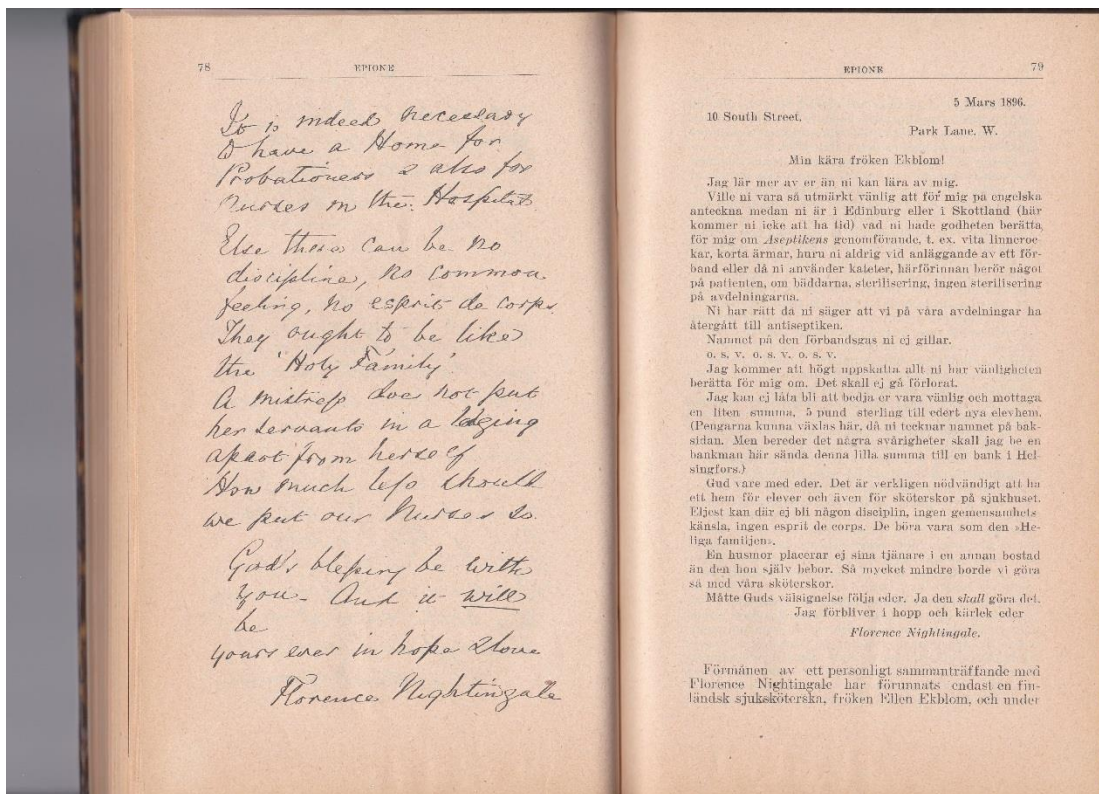 78
EPIONE
It is indeed necessary
to have a Home for
Probationers & also for
Nurses in the Hospital
Else there can be no
discipline, no common
feeling, no esprit de corps.
They ought to be like
the 'Holy Family'.
A mistress does not put
her servants in a lodging
apart from herself
How much less should
we put our Nurses so.
God's blessing be with
you - And it will
be
yours ever in hope & love
Florence Nightingale
EPIONE
79
5 Mars 1896.
10 South Street,
Park Lane. W.
Min kära fröken Ekblom!
Jag lär mer av er än ni kan lära av mig.
Ville ni vara så utmärkt vänlig att för mig på engelska
anteckna medan ni är i Edinburg eller i Skottland (här
kommer ni icke att ha tid) vad ni hade godheten berätta
för mig om Aseptikens genomförande, t. ex. vita linneroc-
kar, korta ärmar, huru ni aldrig vid anläggande av ett för-
band eller då ni använder kateter, härförinnan berör något
på patienten, om bäddarna, sterilisering, ingen sterilisering
på avdelningarna.
Ni har rätt då ni säger att vi på våra avdelningar ha
återgått till antiseptiken.
Namnet på den förbandsgas ni ej gillar.
o. s. v. o. s. v. o. s. v.
Jag kommer att högt uppskatta allt ni har vänligheten
berätta för mig om. Det skall ej gå förlorat.
Jag kan ej låta bli att bedja er vara vänlig och mottaga
en liten summa, 5 pund sterling till edert nya elevhem.
(Pengarna kunna växlas här, då ni tecknar namnet på bak-
sidan. Men bereder det några svårigheter skall jag be en
bankman här sända denna lilla summa till en bank i Hel-
singfors.)
Gud vare med eder. Det är verkligen nödvändigt att ha
ett hem för elever och även för sköterskor på sjukhuset.
Eljest kan där ej bli någon disciplin, ingen gemensamhets-
känsla, ingen esprit de corps. De böra vara som den »He-
liga familjen».
En husmor placerar ej sina tjänare i en annan bostad
än den hon själv bebor. Så mycket mindre borde vi göra
så med våra sköterskor.
Måtte Guds välsignelse följa eder. Ja den skall göra det.
Jag förbliver i hopp och kärlek eder
Florence Nightingale.
Förmånen av ett personligt sammanträffande med
Florence Nightingale har förunnats endast en fin-
ländsk sjuksköterska, fröken Ellen Ekblom, och under